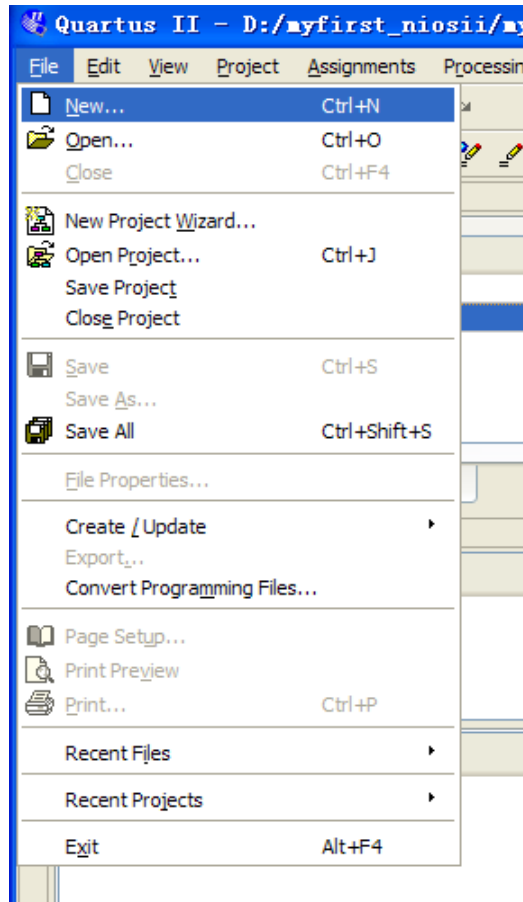 Quartus II - D:/myfirst_niosii/my
File Edit View Project Assignments Processin
New... Ctrl+N
Open... Ctrl+O
Close Ctrl+F4
New Project Wizard...
Open Project... Ctrl+J
Save Project
Close Project
Save Ctrl+S
Save As...
Save All Ctrl+Shift+S
File Properties...
Create / Update
Export...
Convert Programming Files...
Page Setup...
Print Preview
Print... Ctrl+P
Recent Files
Recent Projects
Exit Alt+F4